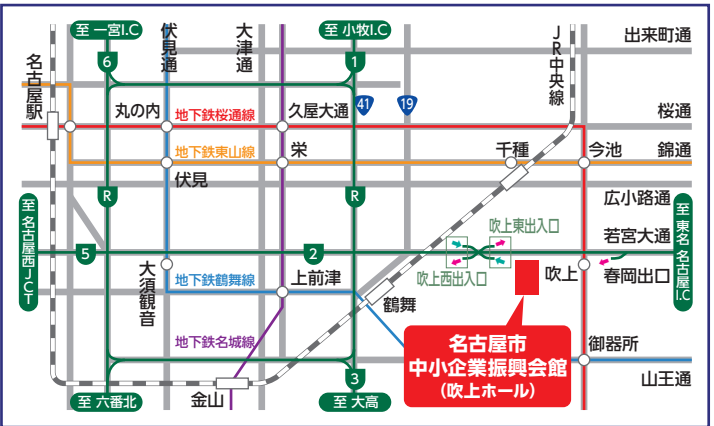 至 一宮I.C
伏見通
大津通
至 小牧I.C
JR中央線
出来町通
名古屋駅
6
1
丸の内
地下鉄桜通線
久屋大通
41
19
桜通
地下鉄東山線
栄
千種
今池
錦通
伏見
R
R
広小路通
至 名古屋西JCT
吹上東出入口
若宮大通
至 東名 名古屋I.C
5
2
大須観音
地下鉄鶴舞線
上前津
吹上西出入口
吹上
春岡出口
鶴舞
地下鉄名城線
名古屋市
中小企業振興会館
(吹上ホール)
御器所
3
山王通
至 六番北
金山
至 大高